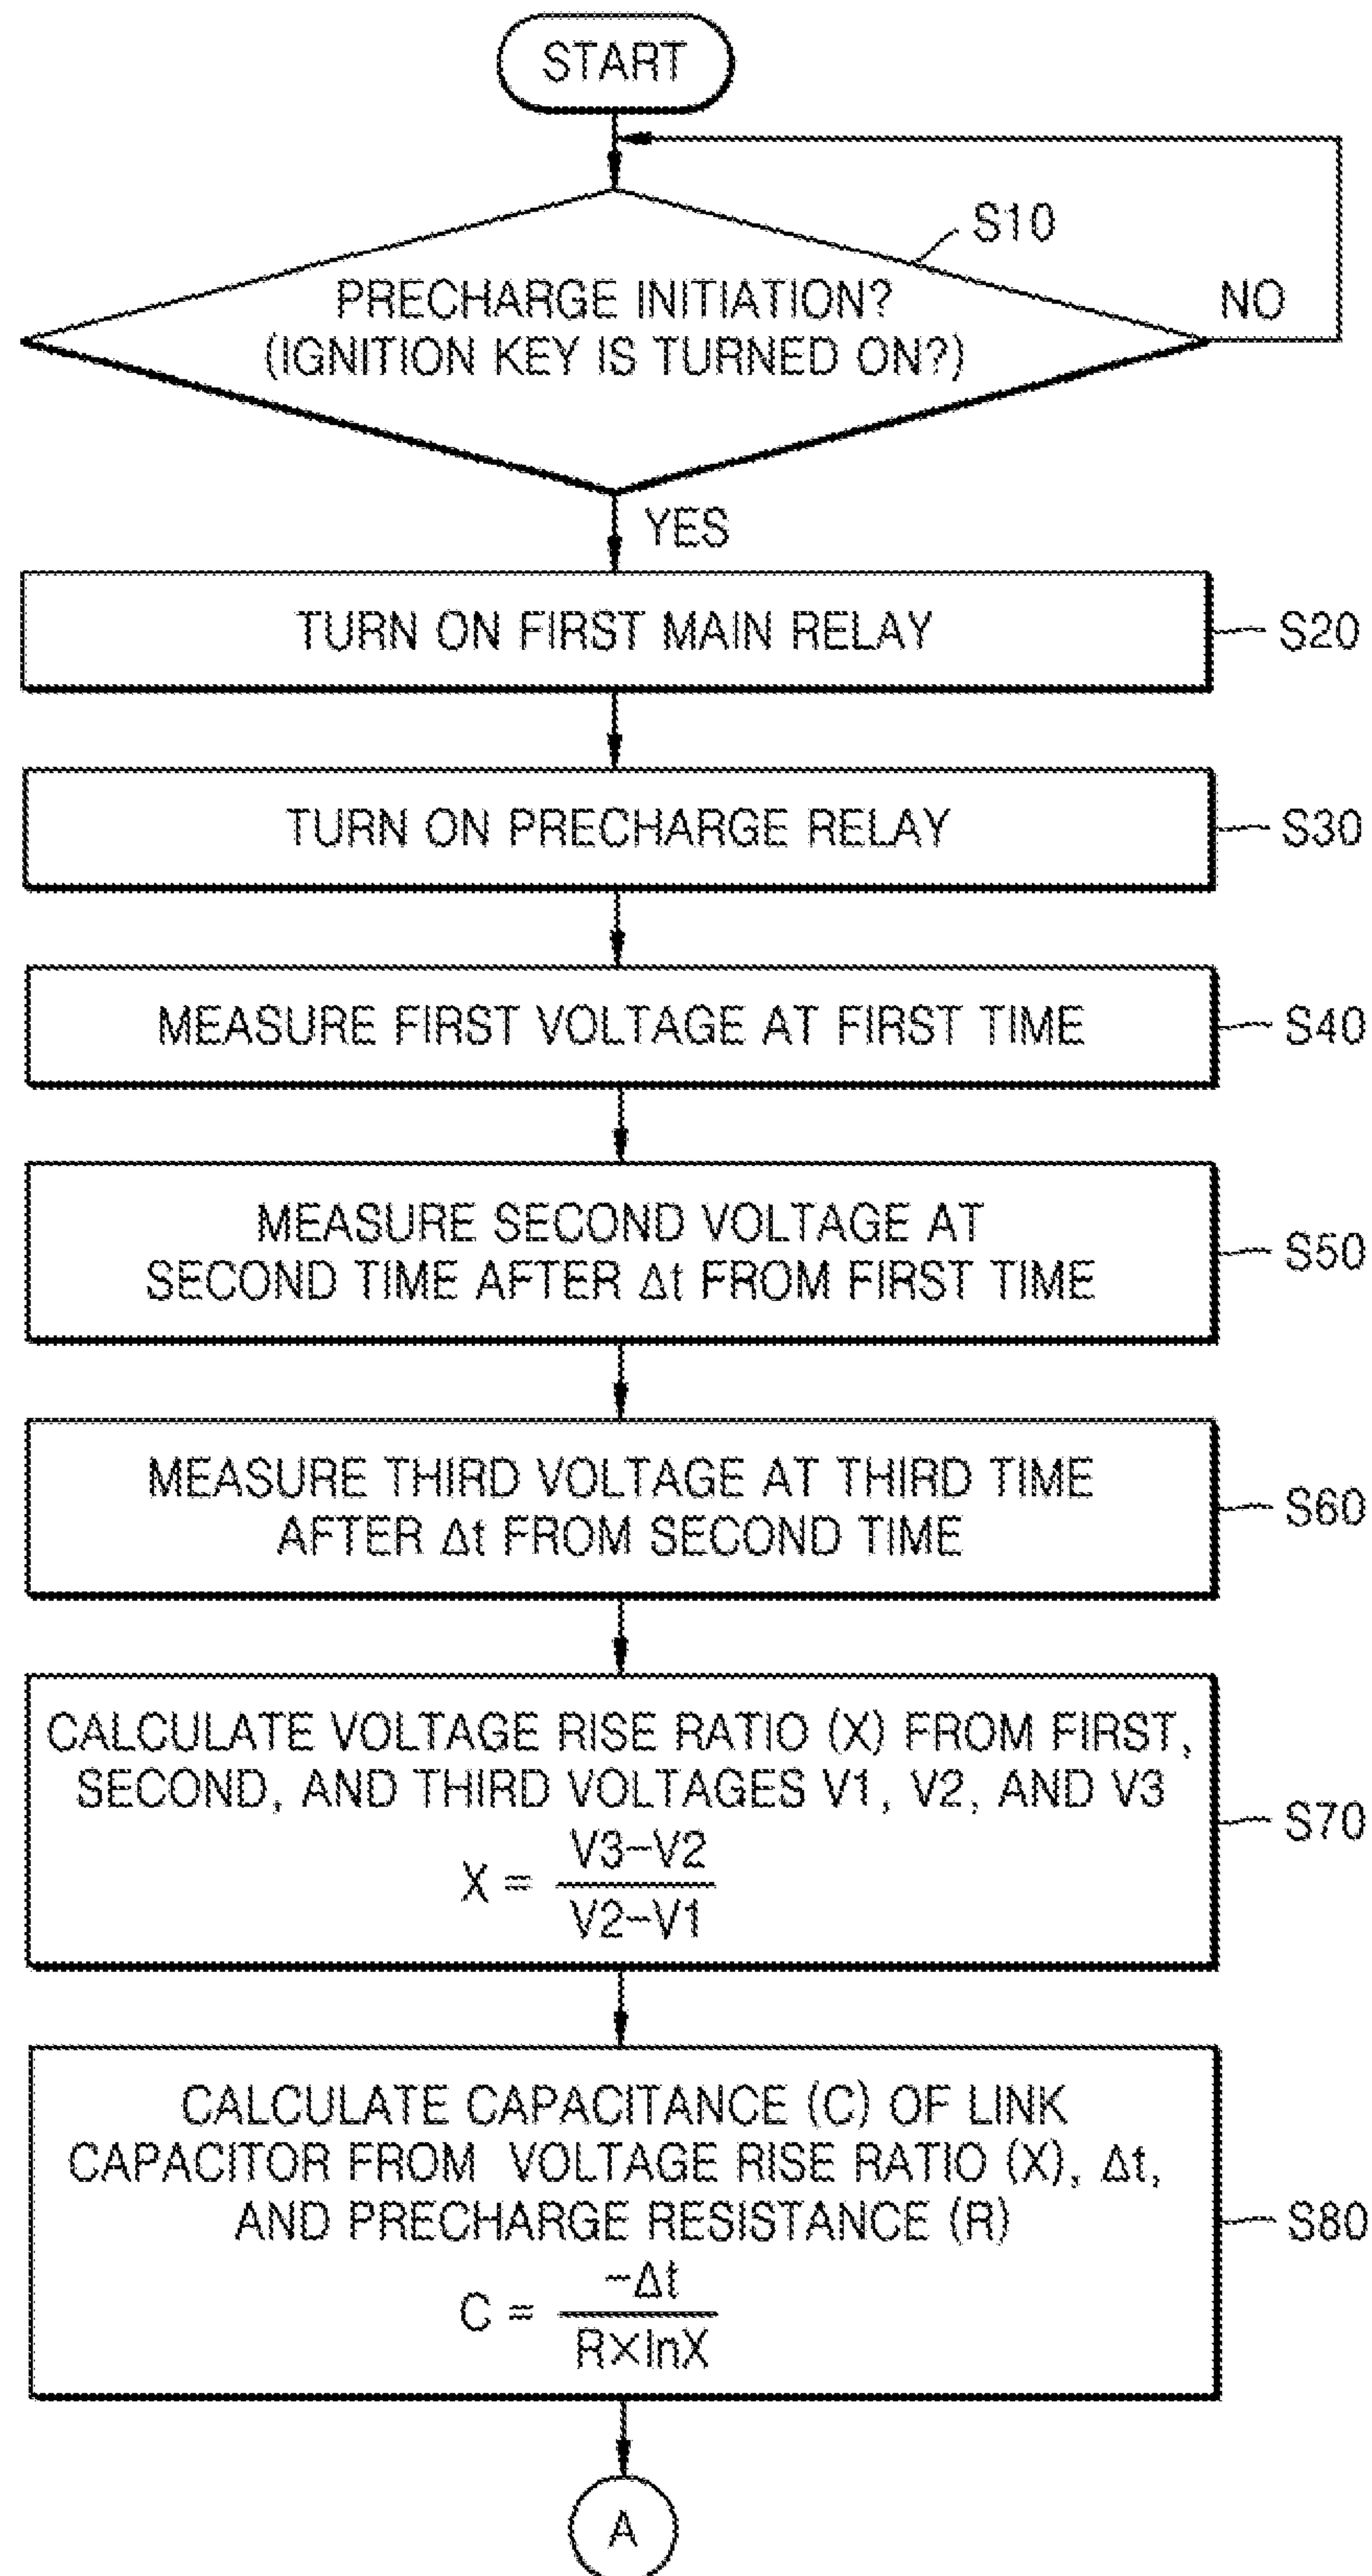 START
S10
PRECHARGE INITIATION?
(IGNITION KEY IS TURNED ON?)
NO
YES
TURN ON FIRST MAIN RELAY
S20
TURN ON PRECHARGE RELAY
S30
MEASURE FIRST VOLTAGE AT FIRST TIME
S40
MEASURE SECOND VOLTAGE AT
SECOND TIME AFTER Δt FROM FIRST TIME
S50
MEASURE THIRD VOLTAGE AT THIRD TIME
AFTER Δt FROM SECOND TIME
S60
CALCULATE VOLTAGE RISE RATIO (X) FROM FIRST,
SECOND, AND THIRD VOLTAGES V1, V2, AND V3
X = V3-V2 / V2-V1
S70
CALCULATE CAPACITANCE (C) OF LINK
CAPACITOR FROM VOLTAGE RISE RATIO (X), Δt,
AND PRECHARGE RESISTANCE (R)
C = -Δt / R×lnX
S80
A